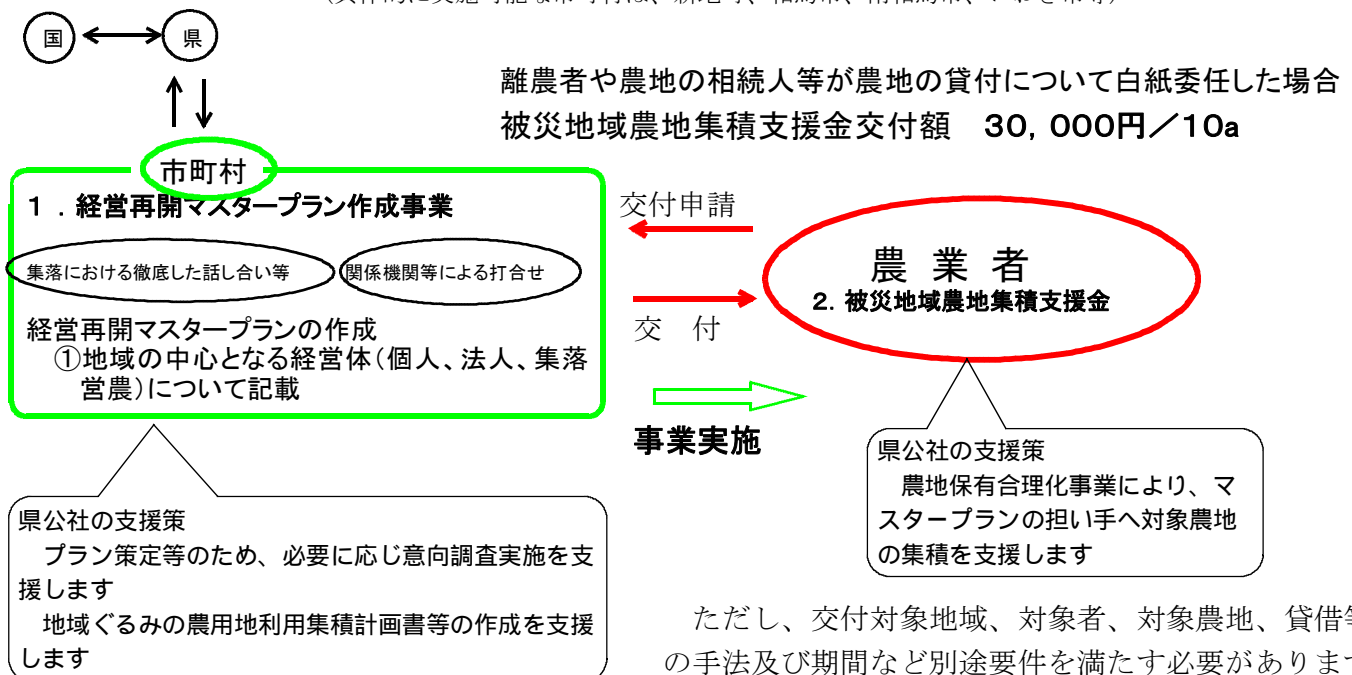 国
県
離農者や農地の相続人等が農地の貸付について白紙委任した場合
被災地域農地集積支援金交付額 30,000円/10a
市町村
1.経営再開マスタープラン作成事業
集落における徹底した話し合い等
関係機関等による打合せ
経営再開マスタープランの作成
①地域の中心となる経営体(個人、法人、集落
営農)について記載
交付申請
交 付
事業実施
農 業 者
2.被災地域農地集積支援金
県公社の支援策
プラン策定等のため、必要に応じ意向調査実施を支
援します
地域ぐるみの農用地利用集積計画書等の作成を支援
します
県公社の支援策
農地保有合理化事業により、マ
スタープランの担い手へ対象農地
の集積を支援します
ただし、交付対象地域、対象者、対象農地、貸借等
の手法及び期間など別途要件を満たす必要があります